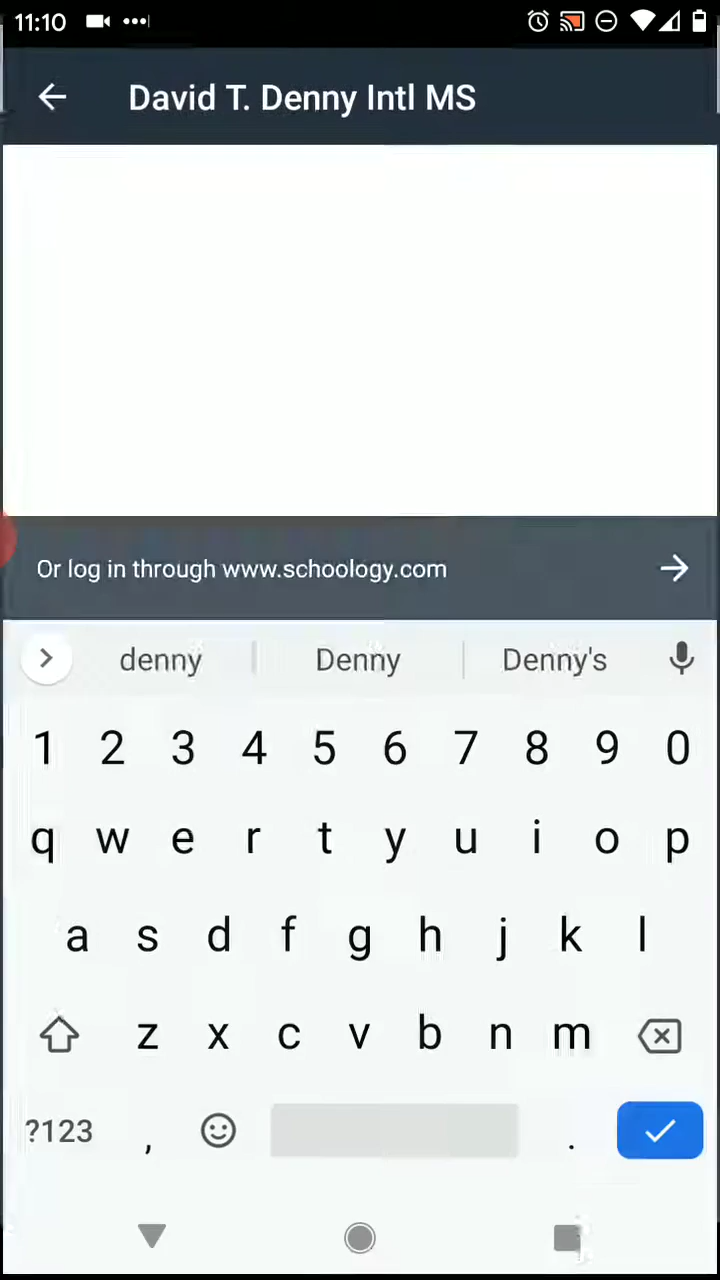 11:10
David T. Denny Intl MS
Or log in through www.schoology.com
denny Denny Denny's
1 2 3 4 5 6 7 8 9 0
q w e r t y u i o p
a s d f g h j k l
z x c v b n m
?123 , .